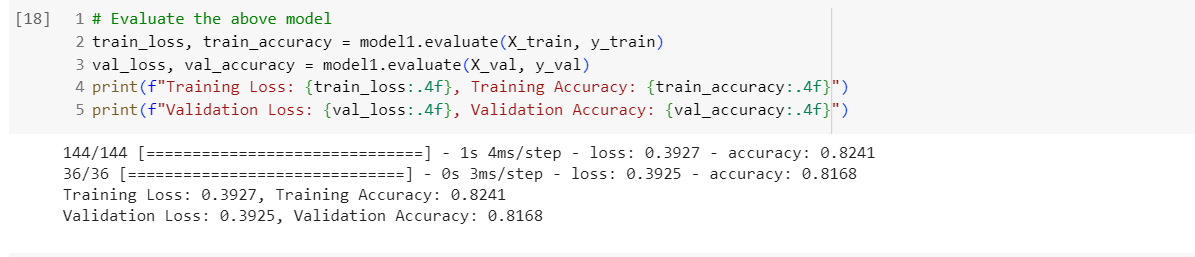 [18] 1 # Evaluate the above model
2 train_loss, train_accuracy = model1.evaluate(X_train, y_train)
3 val_loss, val_accuracy = model1.evaluate(X_val, y_val)
4 print(f"Training Loss: {train_loss:.4f}, Training Accuracy: {train_accuracy:.4f}")
5 print(f"Validation Loss: {val_loss:.4f}, Validation Accuracy: {val_accuracy:.4f}")
144/144 [==============================] - 1s 4ms/step - loss: 0.3927 - accuracy: 0.8241
36/36 [==============================] - 0s 3ms/step - loss: 0.3925 - accuracy: 0.8168
Training Loss: 0.3927, Training Accuracy: 0.8241
Validation Loss: 0.3925, Validation Accuracy: 0.8168